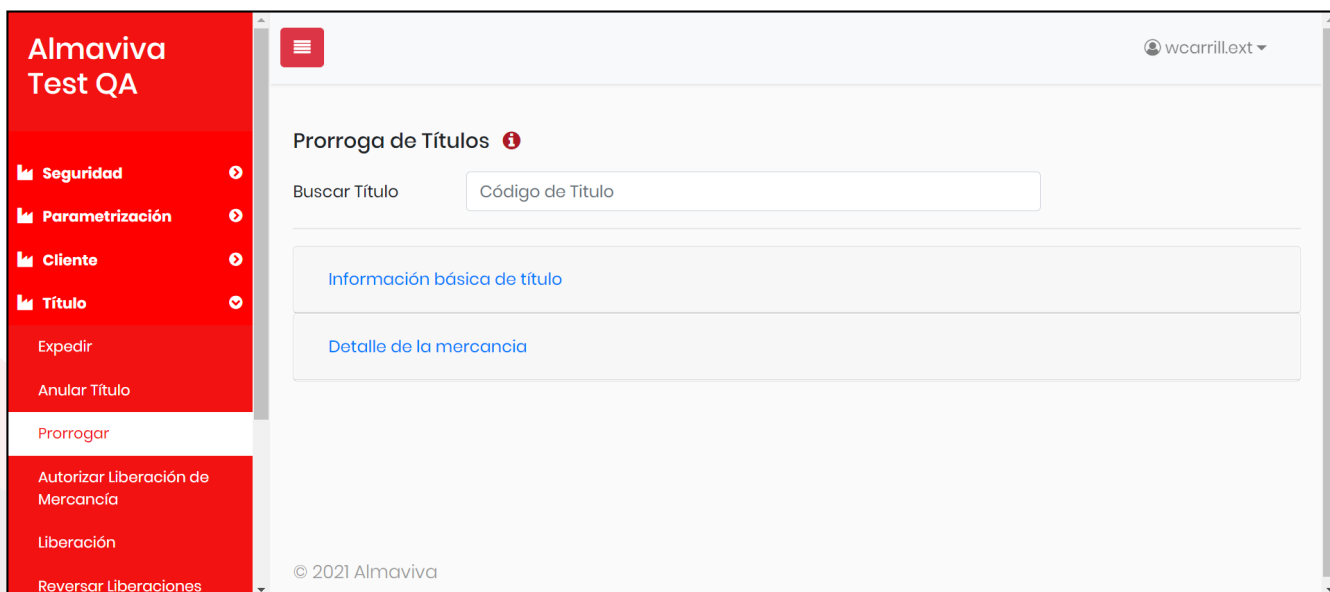 Almaviva
Test QA
wcarrill.ext
Seguridad
Parametrización
Cliente
Título
Expedir
Anular Título
Prorrogar
Autorizar Liberación de
Mercancía
Liberación
Reversar Liberaciones
Prorroga de Títulos
Buscar Título
Código de Titulo
Información básica de título
Detalle de la mercancia
© 2021 Almaviva